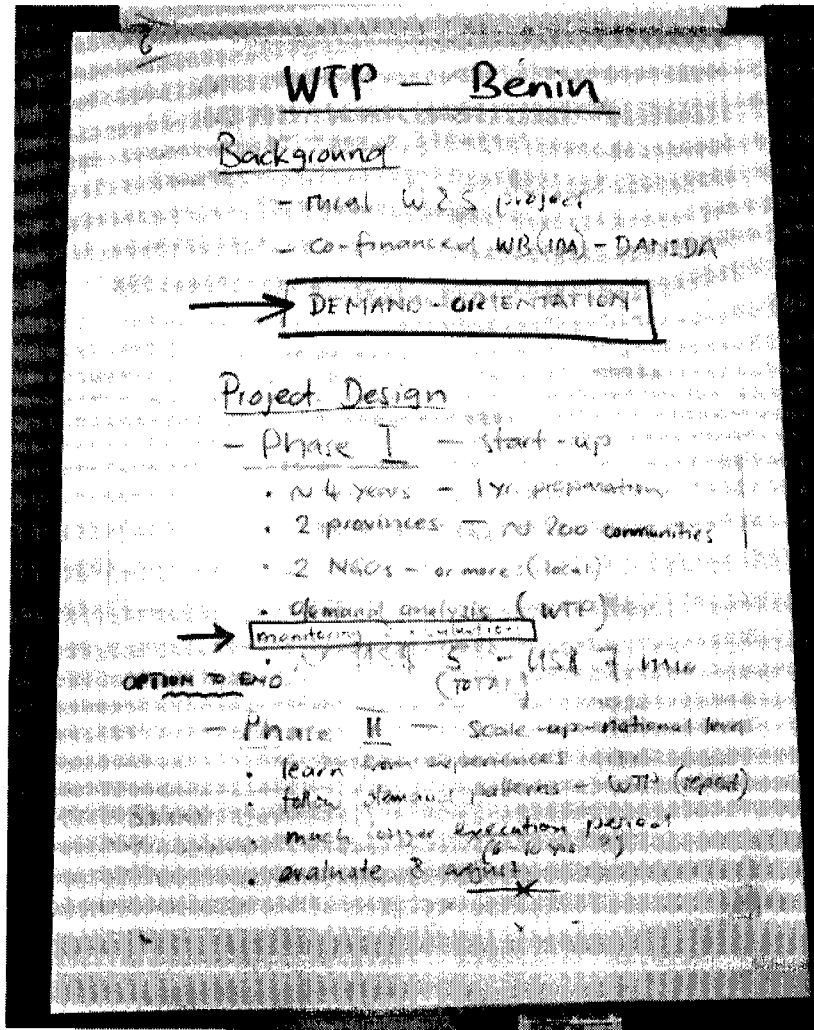 WTP — Bénin
Background
- rural W&S project
- co-financed WB(IDA) - DANIDA
DEMAND-ORIENTATION
Project Design
- Phase I - start-up
• ~ 4 years - 1 yr. preparation
• 2 provinces - ~ 200 communities
• 2 NGOs - or more (local)
• demand analysis (WTP)
monitoring & evaluation
(TOTAL) - US$ 7
OPTION TO END
- Phase II - Scale-up national level
• learn from experiences
• follow demand patterns - WTP (repeat)
• much longer execution period
• evaluate & adjust